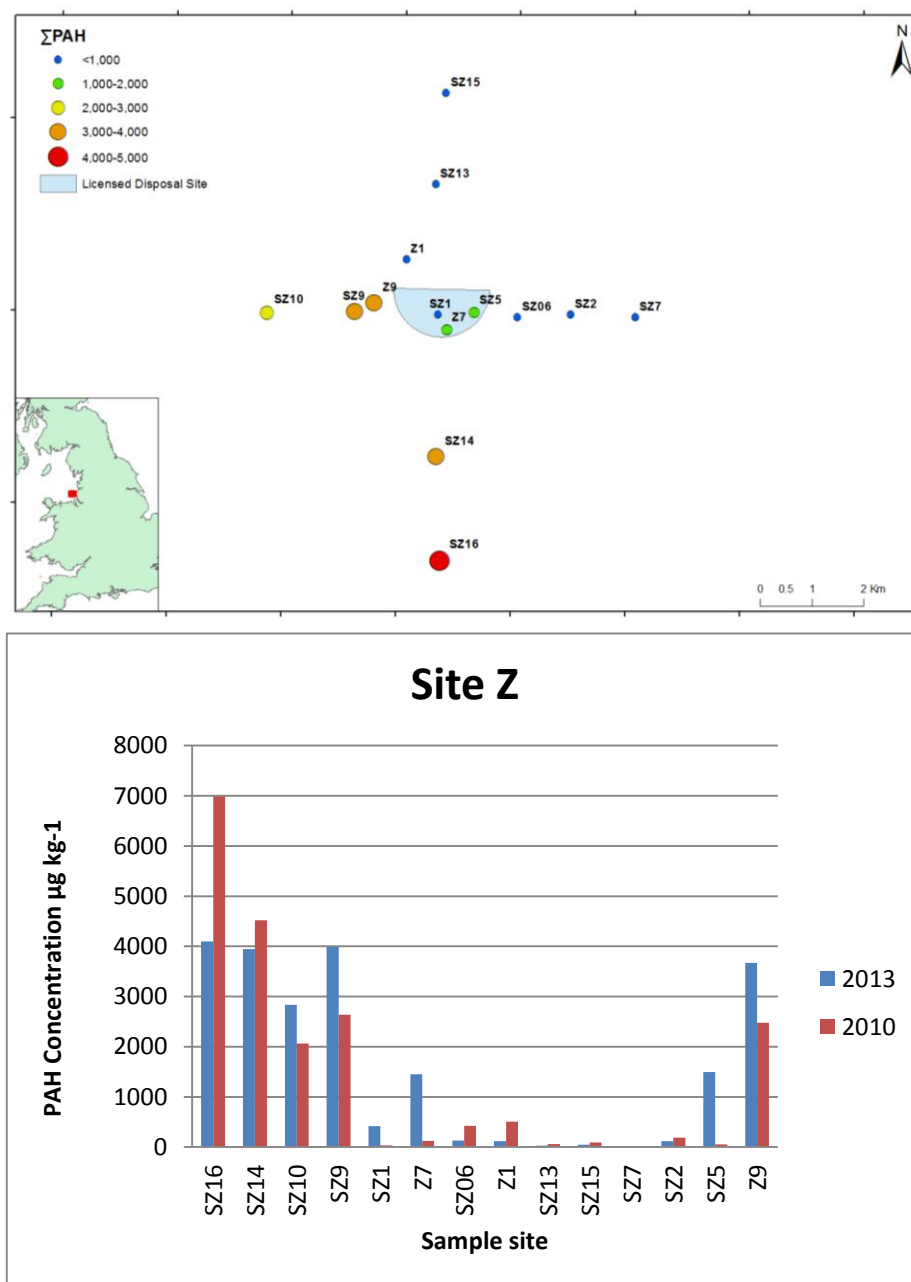 ΣPAH
<1,000
1,000-2,000
2,000-3,000
3,000-4,000
4,000-5,000
Licensed Disposal Site
N
SZ15
SZ13
Z1
SZ10
SZ9
Z9
SZ1
SZ5
Z7
SZ06
SZ2
SZ7
SZ14
SZ16
0 0.5 1 2 Km
Site Z
8000
7000
6000
5000
4000
3000
2000
1000
0
PAH Concentration µg kg-1
2013
2010
SZ16
SZ14
SZ10
SZ9
SZ1
Z7
SZ06
Z1
SZ13
SZ15
SZ7
SZ2
SZ5
Z9
Sample site